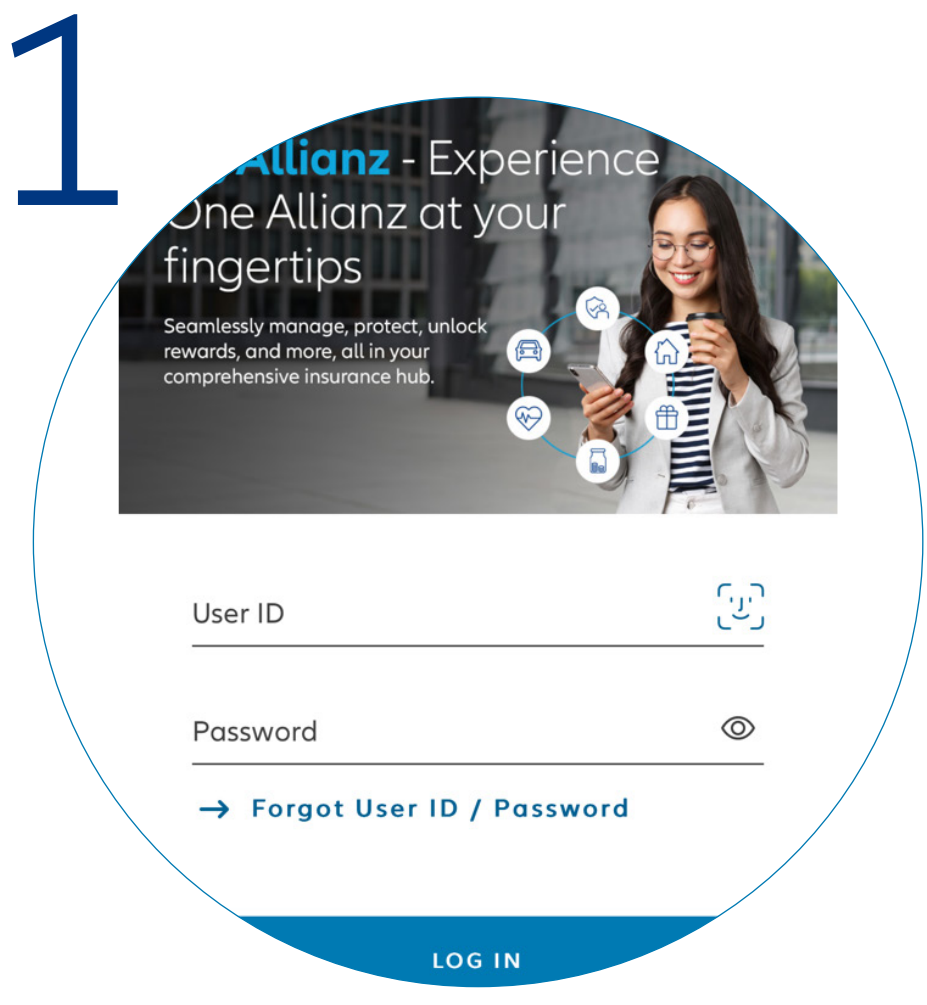 1
Allianz - Experience
One Allianz at your
fingertips
Seamlessly manage, protect, unlock
rewards, and more, all in your
comprehensive insurance hub.
User ID
Password
→ Forgot User ID / Password
LOG IN